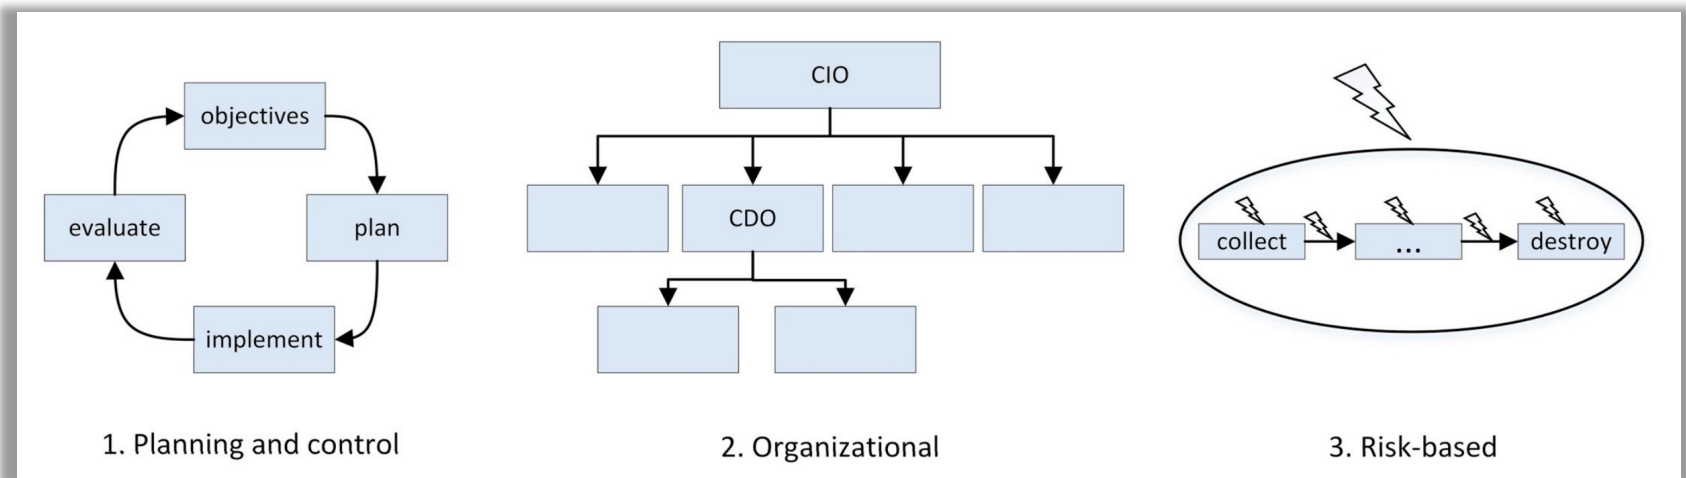 objectives
evaluate
plan
implement
1. Planning and control
CIO
CDO
2. Organizational
collect
...
destroy
3. Risk-based